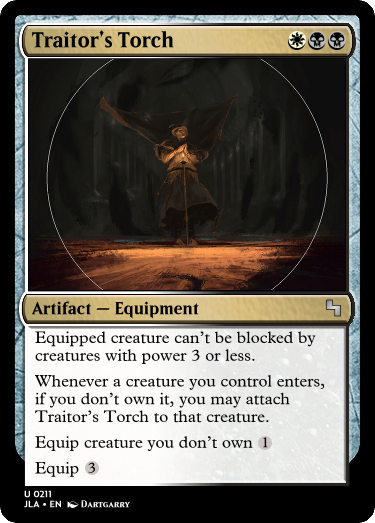 Traitor's Torch
Artifact — Equipment
Equipped creature can't be blocked by
creatures with power 3 or less.
Whenever a creature you control enters,
if you don't own it, you may attach
Traitor's Torch to that creature.
Equip creature you don't own 1
Equip 3
U 0211
JLA • EN Dartgarry